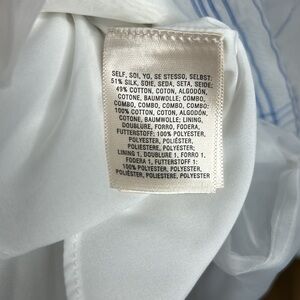 SELF, SOI, YO, SE STESSO, SELBST:
51% SILK, SOIE, SEDA, SETA, SEIDE;
49% COTTON, COTON, ALGODÓN,
COTONE, BAUMWOLLE; COMBO,
COMBO, COMBO, COMBO, COMBO:
100% COTTON, COTON, ALGODÓN,
COTONE, BAUMWOLLE; LINING,
DOUBLURE, FORRO, FODERA,
FUTTERSTOFF: 100% POLYESTER,
POLYESTER, POLIÉSTER,
POLIESTERE, POLYESTER;
LINING 1, DOUBLURE 1, FORRO 1,
FODERA 1, FUTTERSTOFF 1:
100% POLYESTER, POLYESTER,
POLIÉSTER, POLIESTERE, POLYESTER